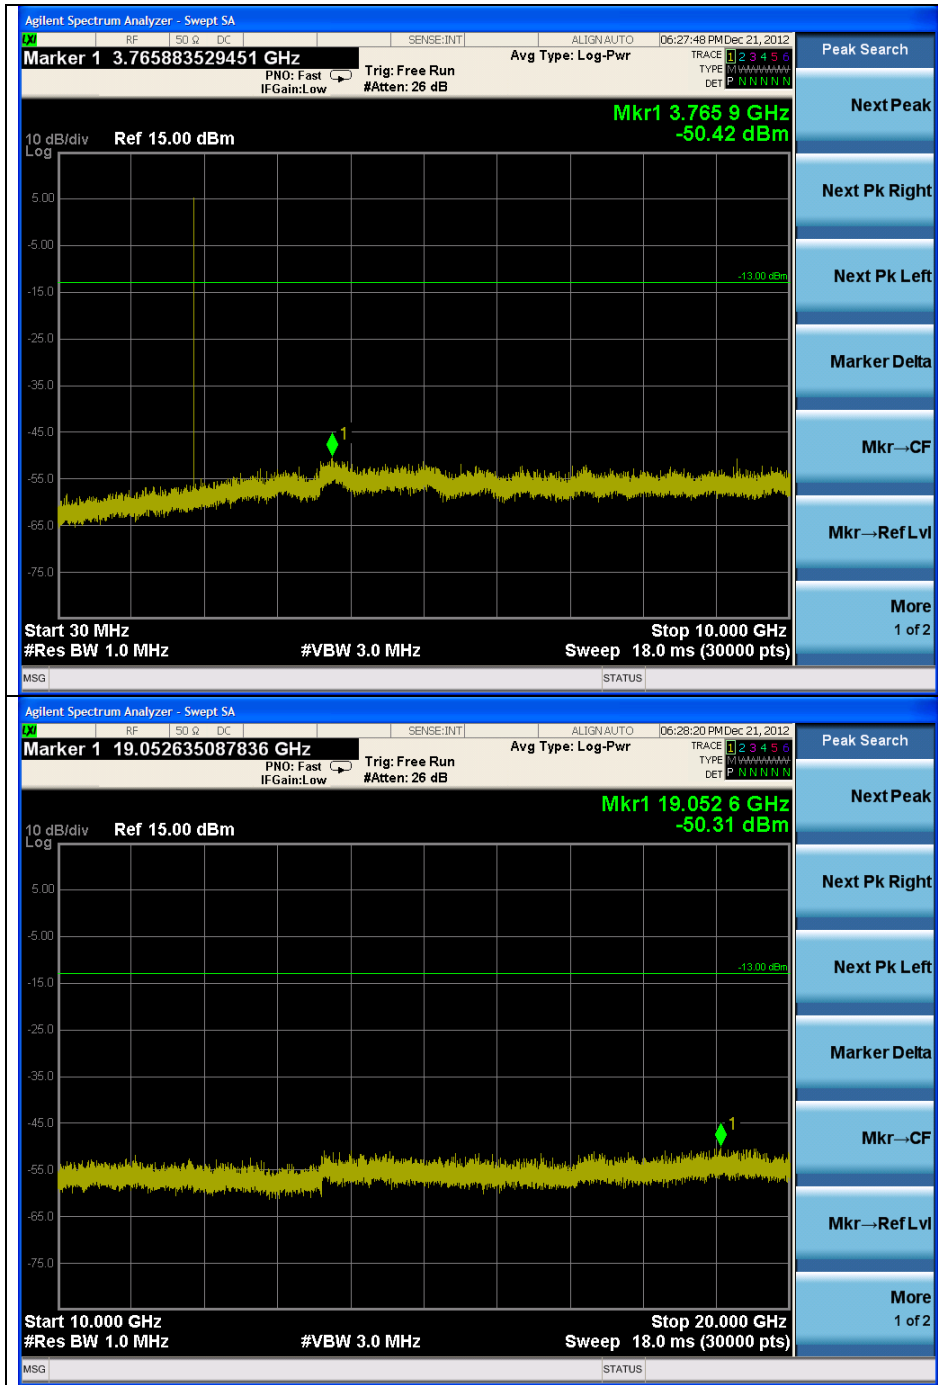 Agilent Spectrum Analyzer - Swept SA
LXI RF 50 Ω DC SENSE:INT ALIGN AUTO 06:27:48 PM Dec 21, 2012
Marker 1 3.765883529451 GHz
PNO: Fast
IFGain:Low
Trig: Free Run
#Atten: 26 dB
Avg Type: Log-Pwr
TRACE 1 2 3 4 5 6
TYPE M WWWWW
DET P N N N N N
Peak Search
Mkr1 3.765 9 GHz
-50.42 dBm
10 dB/div Ref 15.00 dBm
Log
5.00
-5.00
-13.00 dBm
-15.0
-25.0
-35.0
-45.0
1
-55.0
-65.0
-75.0
Start 30 MHz Stop 10.000 GHz
#Res BW 1.0 MHz #VBW 3.0 MHz Sweep 18.0 ms (30000 pts)
MSG STATUS
Next Peak
Next Pk Right
Next Pk Left
Marker Delta
Mkr→CF
Mkr→Ref Lvl
More
1 of 2
Agilent Spectrum Analyzer - Swept SA
LXI RF 50 Ω DC SENSE:INT ALIGN AUTO 06:28:20 PM Dec 21, 2012
Marker 1 19.052635087836 GHz
PNO: Fast
IFGain:Low
Trig: Free Run
#Atten: 26 dB
Avg Type: Log-Pwr
TRACE 1 2 3 4 5 6
TYPE M WWWWW
DET P N N N N N
Peak Search
Mkr1 19.052 6 GHz
-50.31 dBm
10 dB/div Ref 15.00 dBm
Log
5.00
-5.00
-13.00 dBm
-15.0
-25.0
-35.0
-45.0
1
-55.0
-65.0
-75.0
Start 10.000 GHz Stop 20.000 GHz
#Res BW 1.0 MHz #VBW 3.0 MHz Sweep 18.0 ms (30000 pts)
MSG STATUS
Next Peak
Next Pk Right
Next Pk Left
Marker Delta
Mkr→CF
Mkr→Ref Lvl
More
1 of 2